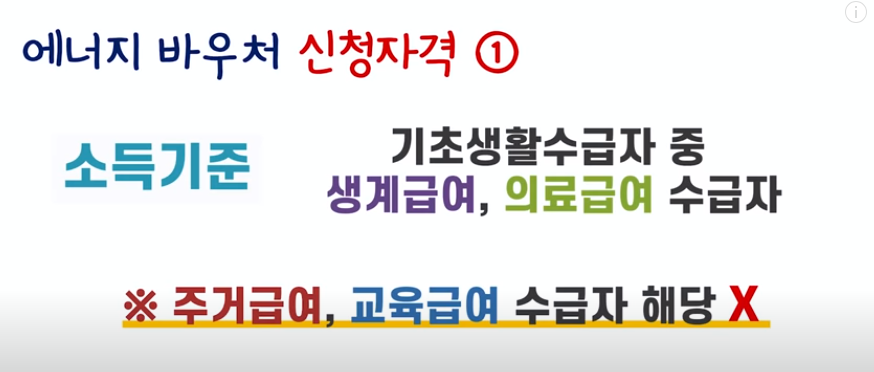 에너지 바우처 신청자격 ①
소득기준
기초생활수급자 중
생계급여, 의료급여 수급자
※ 주거급여, 교육급여 수급자 해당 X